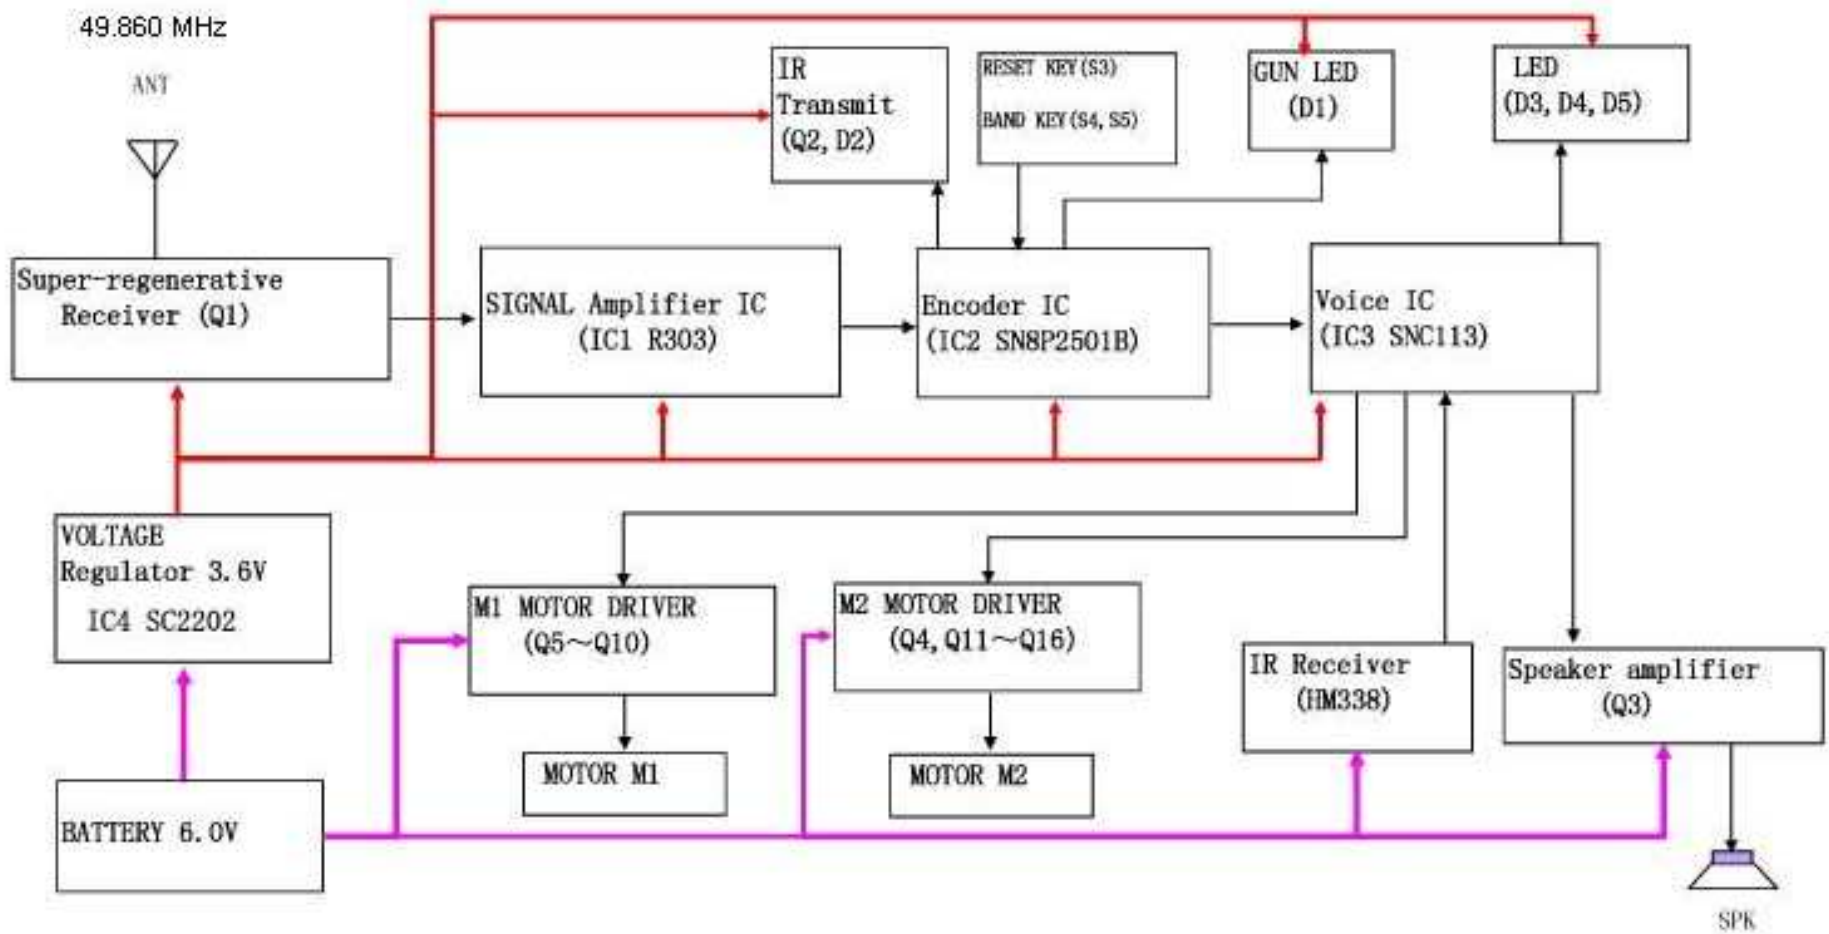 49.860 MHz
ANT
IR
Transmit
(Q2, D2)
RESET KEY(S3)
BAND KEY(S4, S5)
GUN LED
(D1)
LED
(D3, D4, D5)
Super-regenerative
Receiver (Q1)
SIGNAL Amplifier IC
(IC1 R303)
Encoder IC
(IC2 SN8P2501B)
Voice IC
(IC3 SNC113)
VOLTAGE
Regulator 3.6V
IC4 SC2202
M1 MOTOR DRIVER
(Q5~Q10)
M2 MOTOR DRIVER
(Q4, Q11~Q16)
IR Receiver
(HM338)
Speaker amplifier
(Q3)
MOTOR M1
MOTOR M2
BATTERY 6.0V
SPK